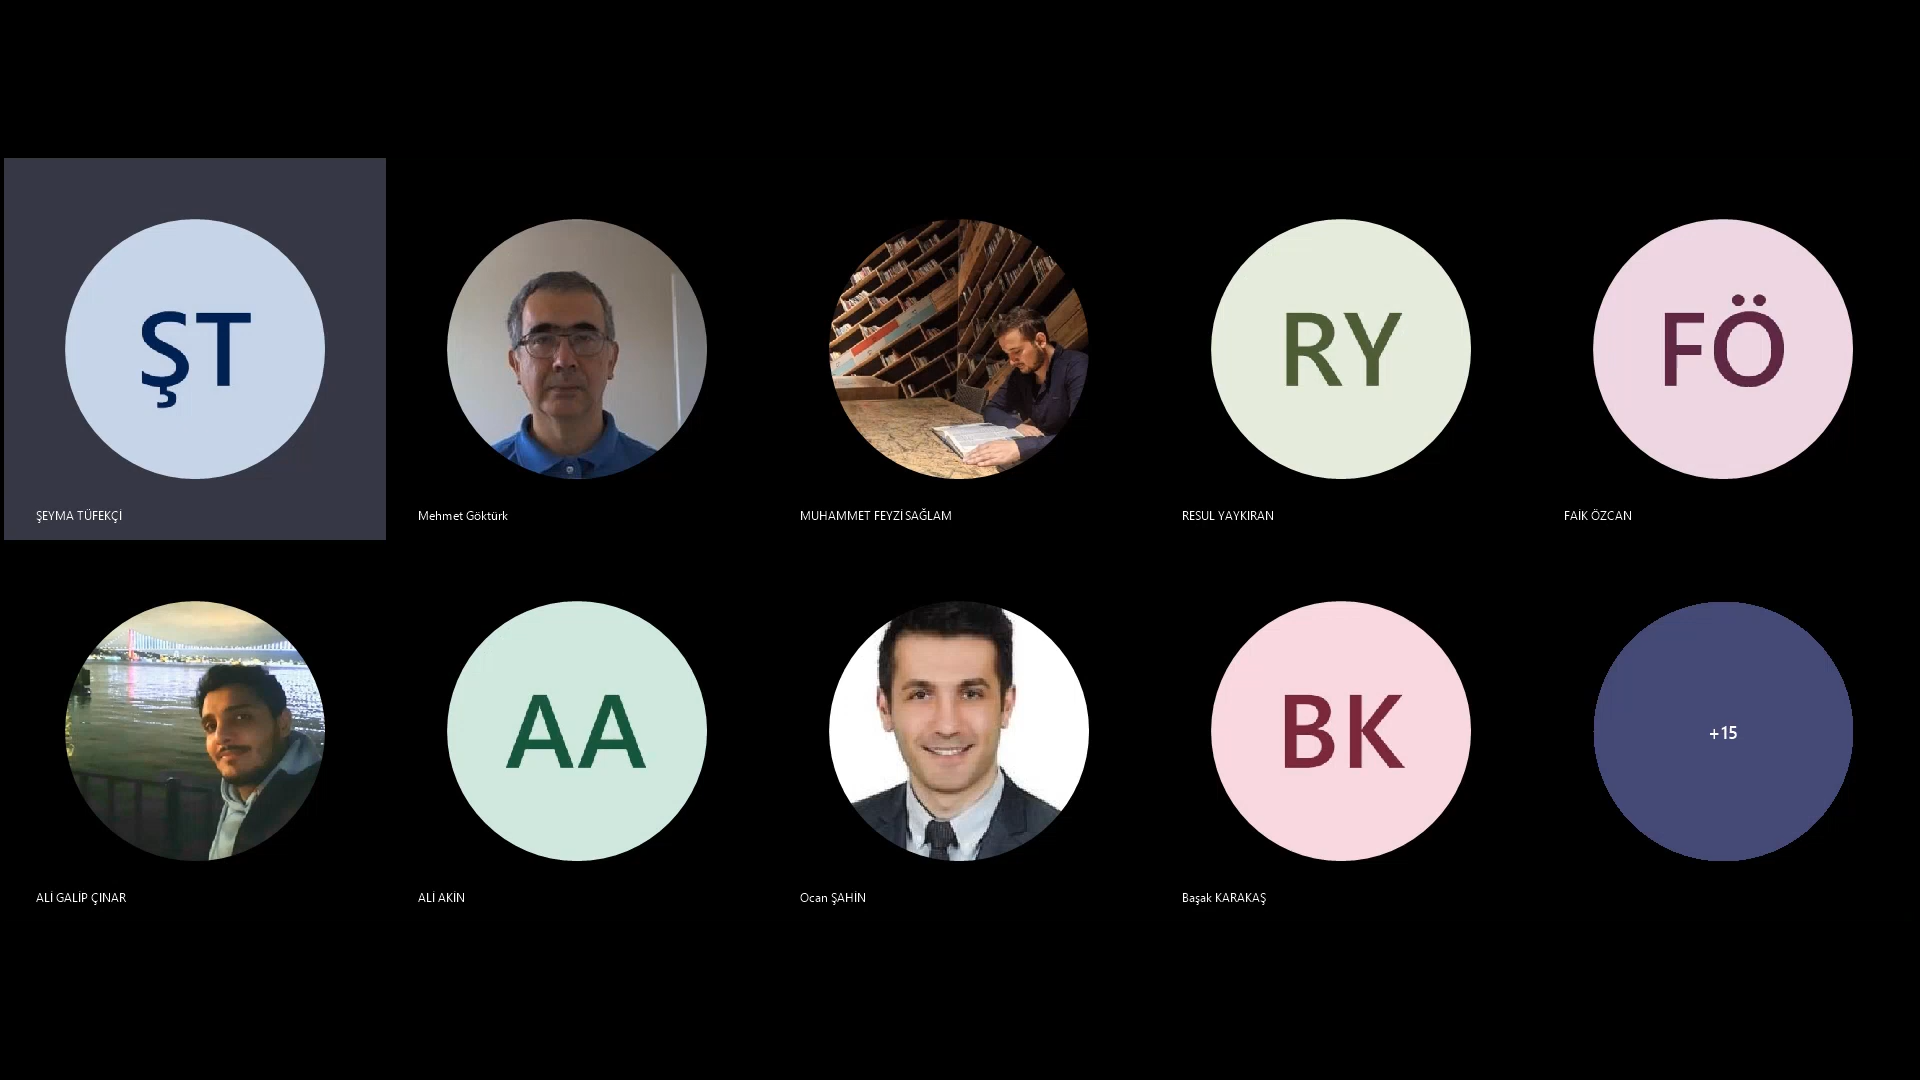 ŞT
RY
FÖ
ŞEYMA TÜFEKÇİ
Mehmet Göktürk
MUHAMMET FEYZİ SAĞLAM
RESUL YAYKIRAN
FAİK ÖZCAN
AA
BK
+15
ALİ GALİP ÇINAR
ALİ AKIN
Ocan ŞAHİN
Başak KARAKAŞ